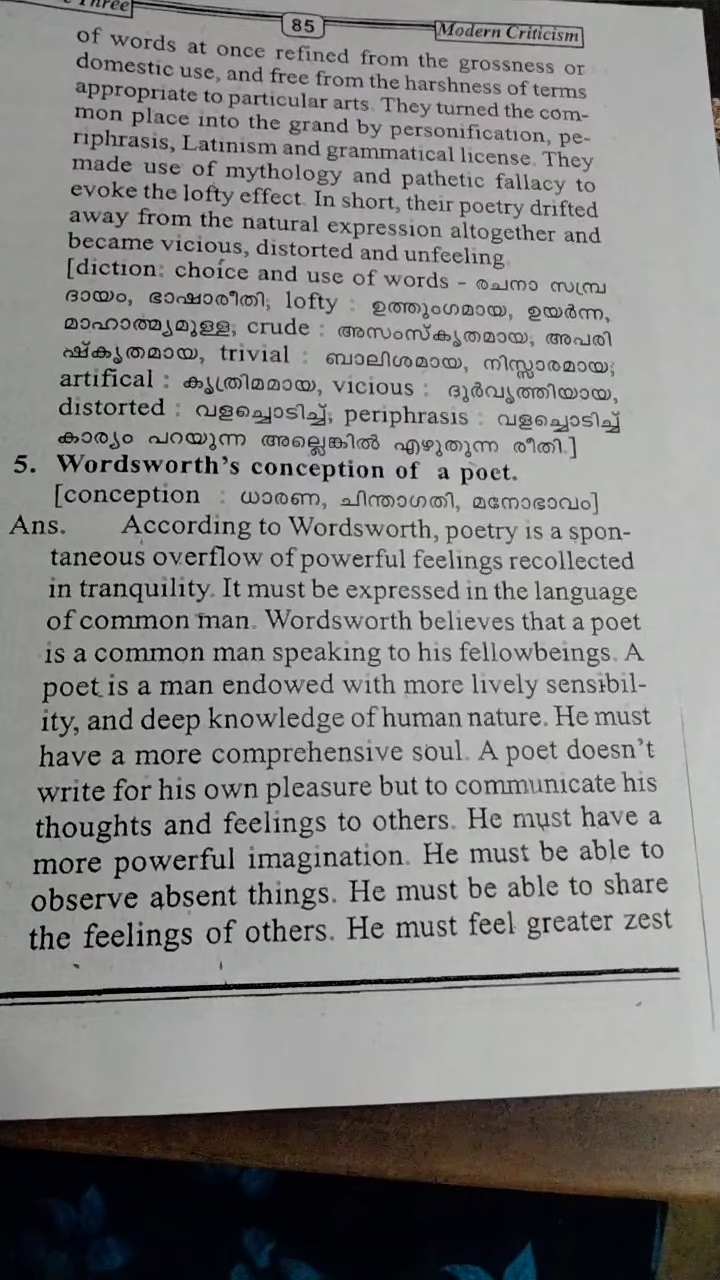 Three
85
Modern Criticism
of words at once refined from the grossness or
domestic use, and free from the harshness of terms
appropriate to particular arts. They turned the com-
mon place into the grand by personification, pe-
riphrasis, Latinism and grammatical license. They
made use of mythology and pathetic fallacy to
evoke the lofty effect. In short, their poetry drifted
away from the natural expression altogether and
became vicious, distorted and unfeeling.
[diction: choice and use of words - രചനാ സമ്പ്ര
ദായം, ഭാഷാരീതി; lofty : ഉത്തുംഗമായ, ഉയർന്ന,
മാഹാത്മ്യമുള്ള; crude : അസംസ്കൃതമായ, അപരി
ഷ്കൃതമായ, trivial : ബാലിശമായ, നിസ്സാരമായ;
artifical : കൃത്രിമമായ, vicious : ദുർവൃത്തിയായ,
distorted : വളച്ചൊടിച്ച്; periphrasis : വളച്ചൊടിച്ച്
കാര്യം പറയുന്ന അല്ലെങ്കിൽ എഴുതുന്ന രീതി.]
5. Wordsworth's conception of a poet.
[conception : ധാരണ, ചിന്താഗതി, മനോഭാവം]
Ans. According to Wordsworth, poetry is a spon-
taneous overflow of powerful feelings recollected
in tranquility. It must be expressed in the language
of common man. Wordsworth believes that a poet
is a common man speaking to his fellowbeings. A
poet is a man endowed with more lively sensibil-
ity, and deep knowledge of human nature. He must
have a more comprehensive soul. A poet doesn't
write for his own pleasure but to communicate his
thoughts and feelings to others. He must have a
more powerful imagination. He must be able to
observe absent things. He must be able to share
the feelings of others. He must feel greater zest